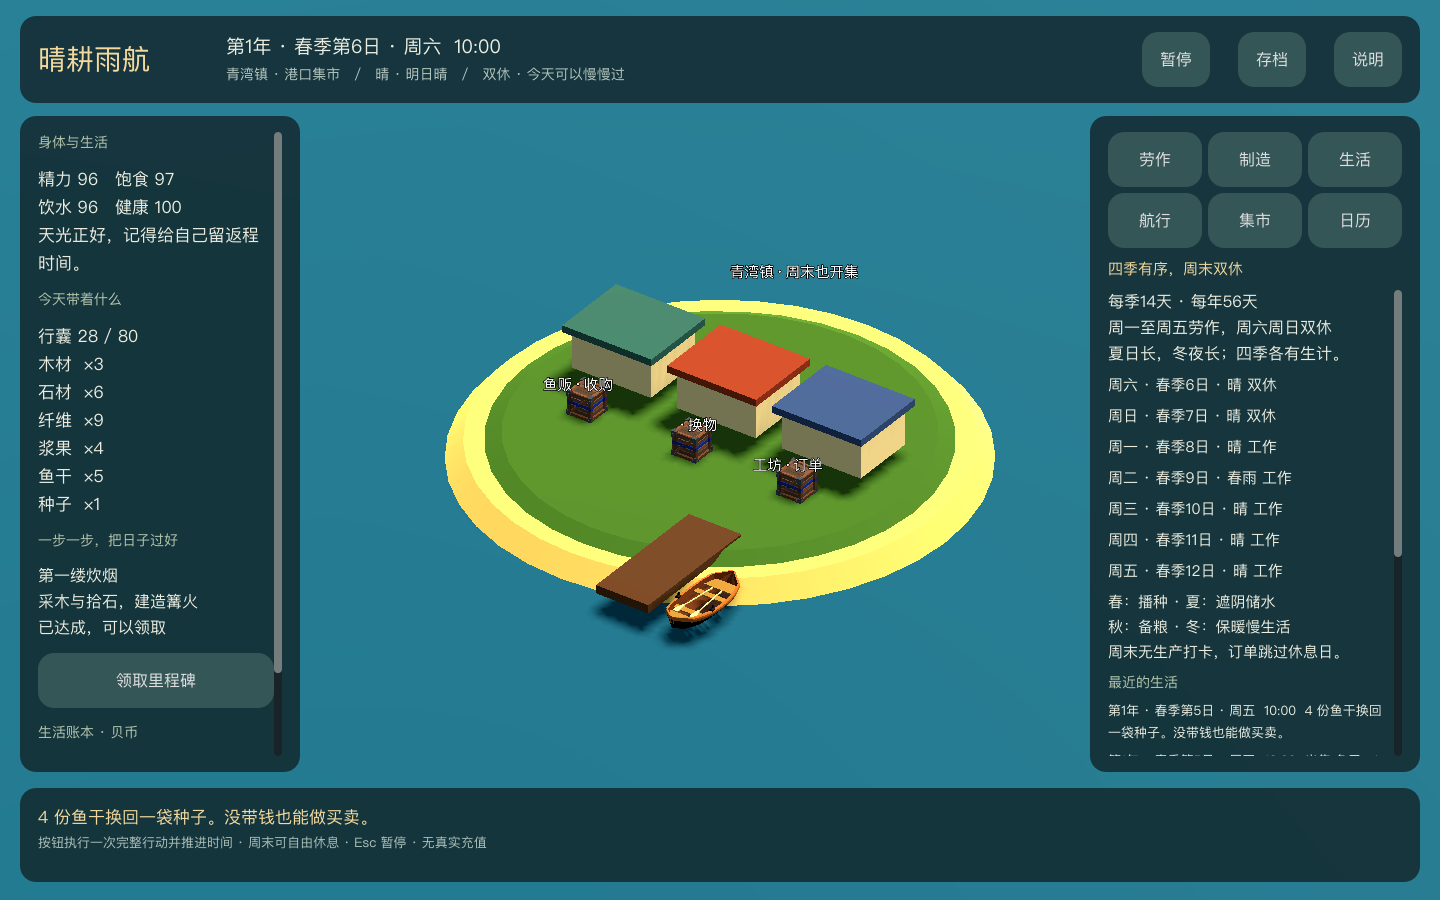 晴耕雨航
第1年 · 春季第6日 · 周六 10:00
青湾镇 · 港口集市 / 晴 · 明日晴 / 双休 · 今天可以慢慢过
暂停
存档
说明
身体与生活
精力 96 饱食 97
饮水 96 健康 100
天光正好，记得给自己留返程
时间。
今天带着什么
行囊 28 / 80
木材 ×3
石材 ×6
纤维 ×9
浆果 ×4
鱼干 ×5
种子 ×1
一步一步，把日子过好
第一缕炊烟
采木与拾石，建造篝火
已达成，可以领取
领取里程碑
生活账本 · 贝币
青湾镇 · 周末也开集
鱼贩 · 收购
· 换物
工坊 · 订单
劳作
制造
生活
航行
集市
日历
四季有序，周末双休
每季14天 · 每年56天
周一至周五劳作，周六周日双休
夏日长，冬夜长；四季各有生计。
周六 · 春季6日 · 晴 双休
周日 · 春季7日 · 晴 双休
周一 · 春季8日 · 晴 工作
周二 · 春季9日 · 春雨 工作
周三 · 春季10日 · 晴 工作
周四 · 春季11日 · 晴 工作
周五 · 春季12日 · 晴 工作
春：播种 · 夏：遮阴储水
秋：备粮 · 冬：保暖慢生活
周末无生产打卡，订单跳过休息日。
最近的生活
第1年 · 春季第5日 · 周五 10:00 4 份鱼干换回
一袋种子。没带钱也能做买卖。
4 份鱼干换回一袋种子。没带钱也能做买卖。
按钮执行一次完整行动并推进时间 · 周末可自由休息 · Esc 暂停 · 无真实充值